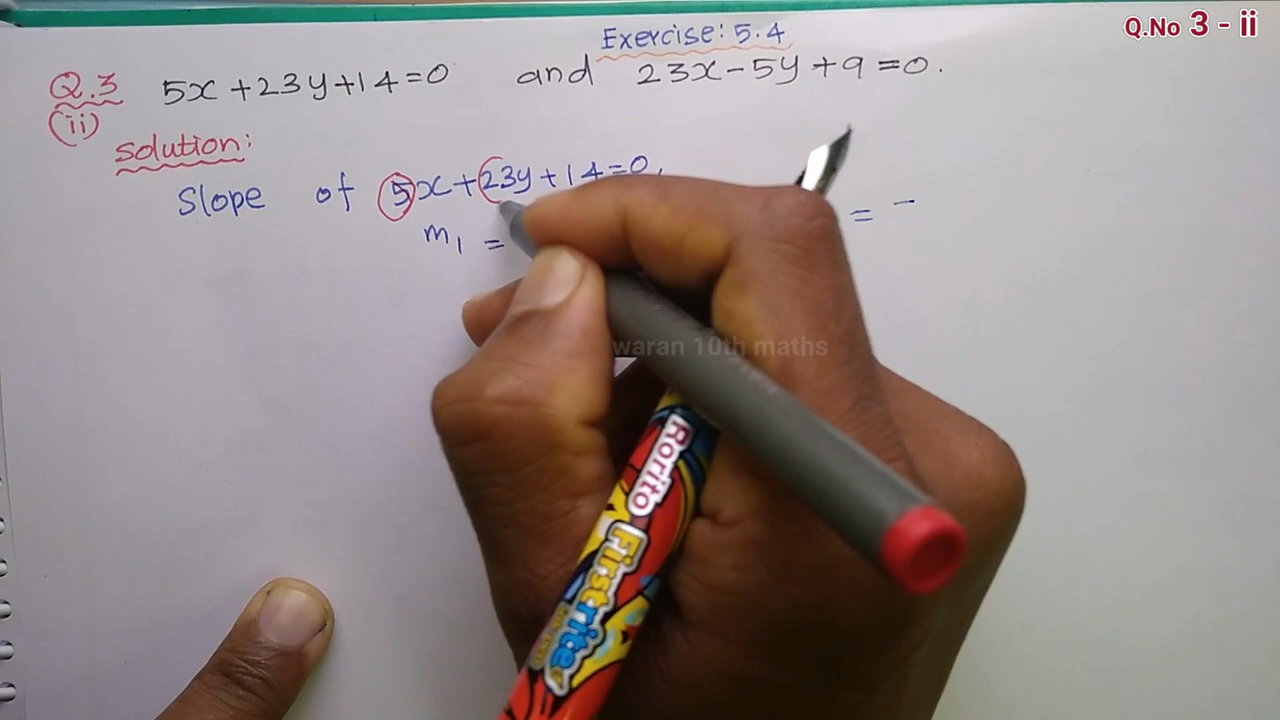 Q.No 3 - ii
Exercise: 5.4
Q.3 5x + 23y + 14 = 0 and 23x - 5y + 9 = 0.
(ii)
Solution:
Slope of 5x + 23y + 14 = 0,
m₁ = = -
waran 10th maths
Rorito
Firstrite